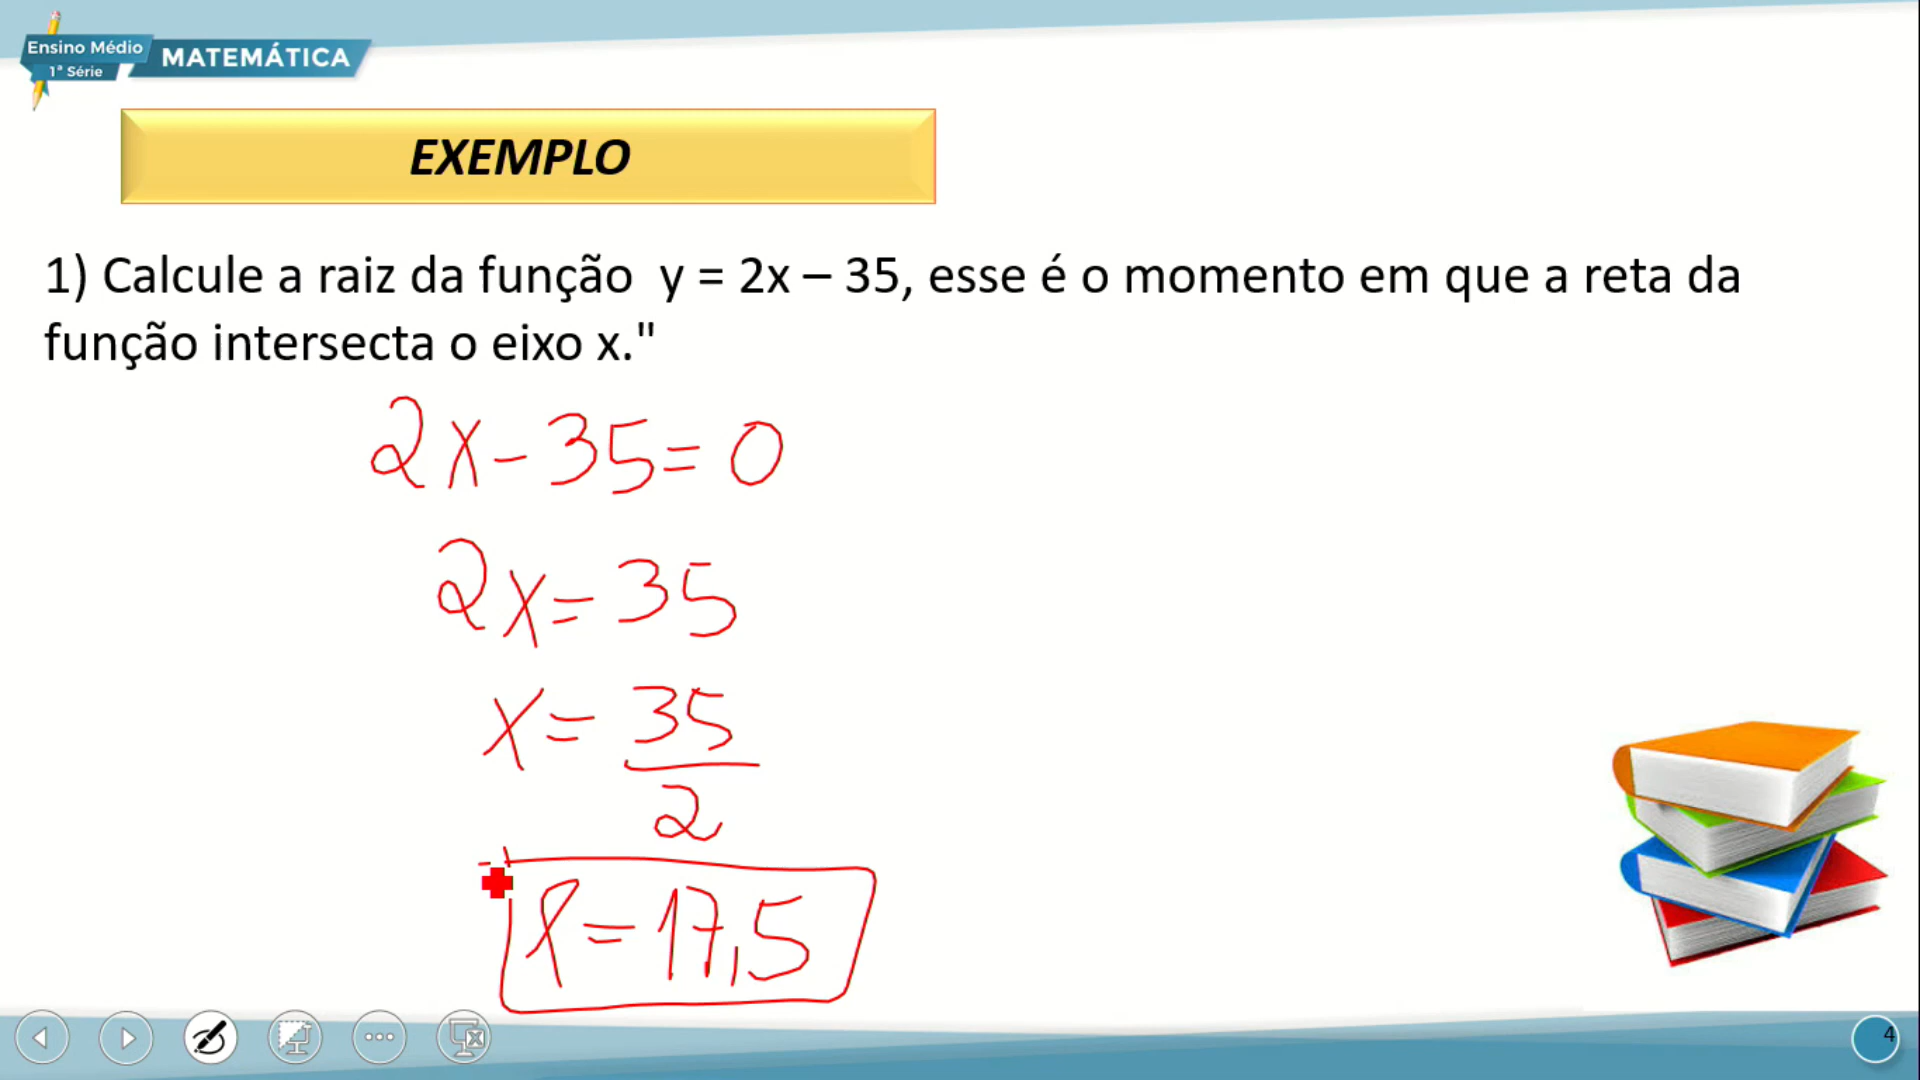 Ensino Médio
1ª Série
MATEMÁTICA
EXEMPLO
1) Calcule a raiz da função y = 2x – 35, esse é o momento em que a reta da
função intersecta o eixo x."
2x - 35 = 0
2x = 35
x = 35
2
x = 17,5
4